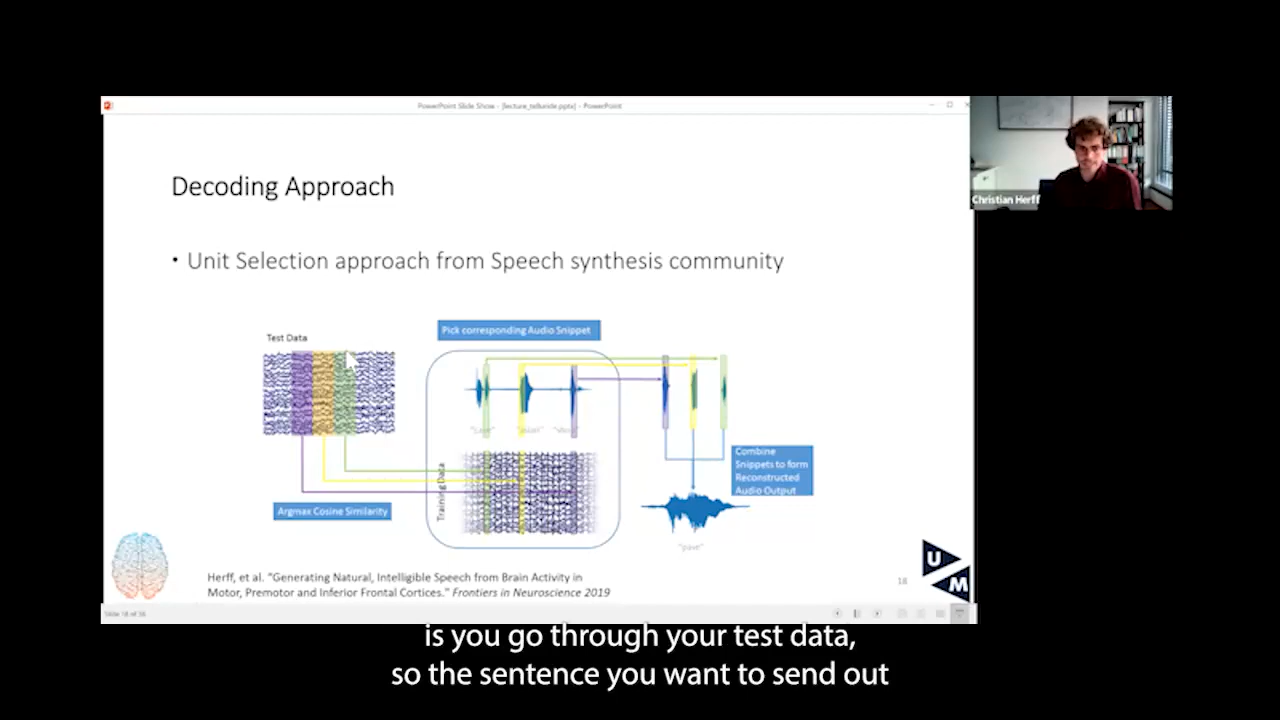 PowerPoint Slide Show - [lecture_telluride.pptx] - PowerPoint
Christian Herff
Decoding Approach
• Unit Selection approach from Speech synthesis community
Pick corresponding Audio Snippet
Test Data
Training Data
Combine
Snippets to form
Reconstructed
Audio Output
Argmax Cosine Similarity
"pave"
Herff, et al. "Generating Natural, Intelligible Speech from Brain Activity in
Motor, Premotor and Inferior Frontal Cortices." Frontiers in Neuroscience 2019
18
U
M
is you go through your test data,
so the sentence you want to send out